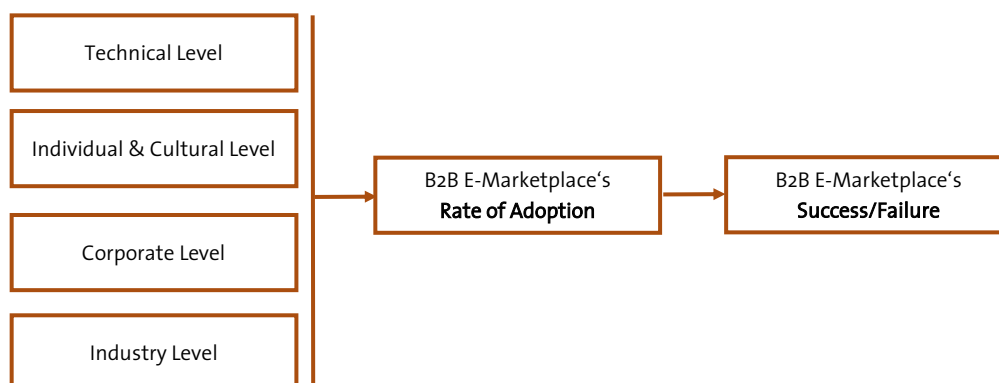 Technical Level
Individual & Cultural Level
Corporate Level
Industry Level
B2B E-Marketplace‘s
Rate of Adoption
B2B E-Marketplace‘s
Success/Failure